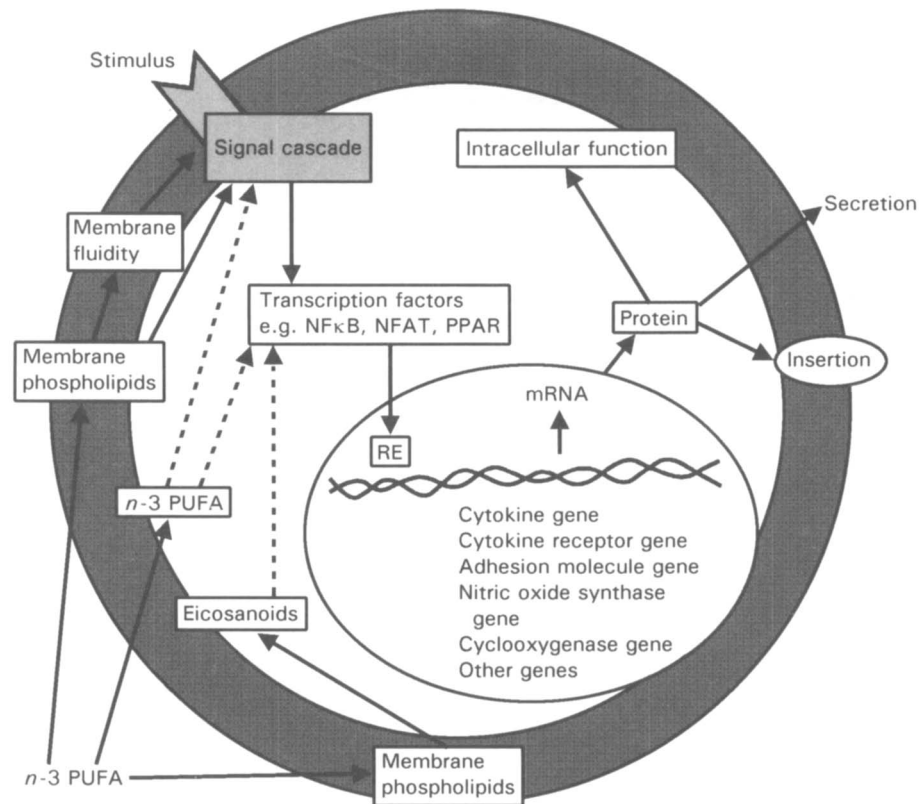 Stimulus
Signal cascade
Intracellular function
Secretion
Membrane
fluidity
Transcription factors
e.g. NFκB, NFAT, PPAR
Protein
Membrane
phospholipids
Insertion
mRNA
RE
n-3 PUFA
Cytokine gene
Cytokine receptor gene
Adhesion molecule gene
Nitric oxide synthase
gene
Cyclooxygenase gene
Other genes
Eicosanoids
n-3 PUFA
Membrane
phospholipids